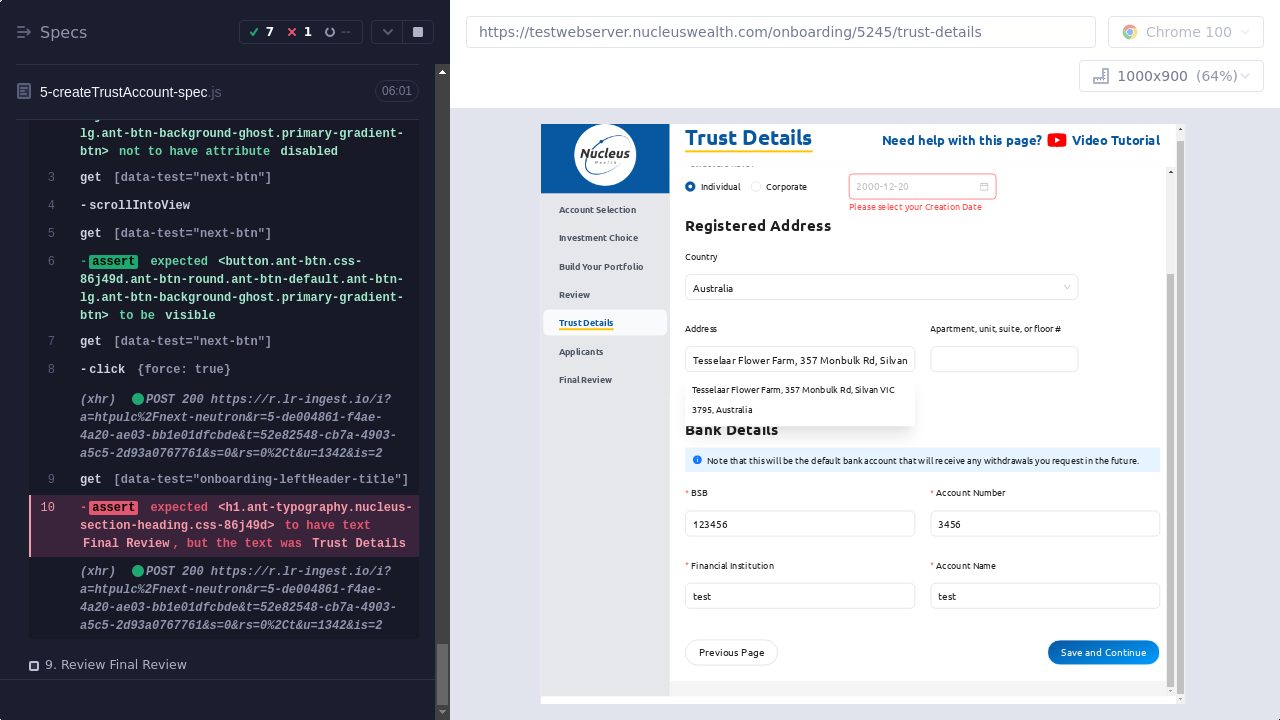 Specs
7
1
--
5-createTrustAccount-spec.js
06:01
lg.ant-btn-background-ghost.primary-gradient-
btn> not to have attribute disabled
3 get [data-test="next-btn"]
4 -scrollIntoView
5 get [data-test="next-btn"]
6 -assert expected <button.ant-btn.css-
86j49d.ant-btn-round.ant-btn-default.ant-btn-
lg.ant-btn-background-ghost.primary-gradient-
btn> to be visible
7 get [data-test="next-btn"]
8 -click {force: true}
(xhr) POST 200 https://r.lr-ingest.io/i?
a=htpulc%2Fnext-neutron&r=5-de004861-f4ae-
4a20-ae03-bb1e01dfcbde&t=52e82548-cb7a-4903-
a5c5-2d93a0767761&s=0&rs=0%2Ct&u=1342&is=2
9 get [data-test="onboarding-leftHeader-title"]
10 -assert expected <h1.ant-typography.nucleus-
section-heading.css-86j49d> to have text
Final Review, but the text was Trust Details
(xhr) POST 200 https://r.lr-ingest.io/i?
a=htpulc%2Fnext-neutron&r=5-de004861-f4ae-
4a20-ae03-bb1e01dfcbde&t=52e82548-cb7a-4903-
a5c5-2d93a0767761&s=0&rs=0%2Ct&u=1342&is=2
9. Review Final Review
https://testwebserver.nucleuswealth.com/onboarding/5245/trust-details
Chrome 100
1000x900 (64%)
Nucleus
Wealth
Account Selection
Investment Choice
Build Your Portfolio
Review
Trust Details
Applicants
Final Review
Trust Details
Need help with this page? Video Tutorial
Individual Corporate
2000-12-20
Please select your Creation Date
Registered Address
Country
Australia
Address
Apartment, unit, suite, or floor #
Tesselaar Flower Farm, 357 Monbulk Rd, Silvan
Tesselaar Flower Farm, 357 Monbulk Rd, Silvan VIC
3795, Australia
Bank Details
Note that this will be the default bank account that will receive any withdrawals you request in the future.
* BSB
* Account Number
123456
3456
* Financial Institution
* Account Name
test
test
Previous Page
Save and Continue